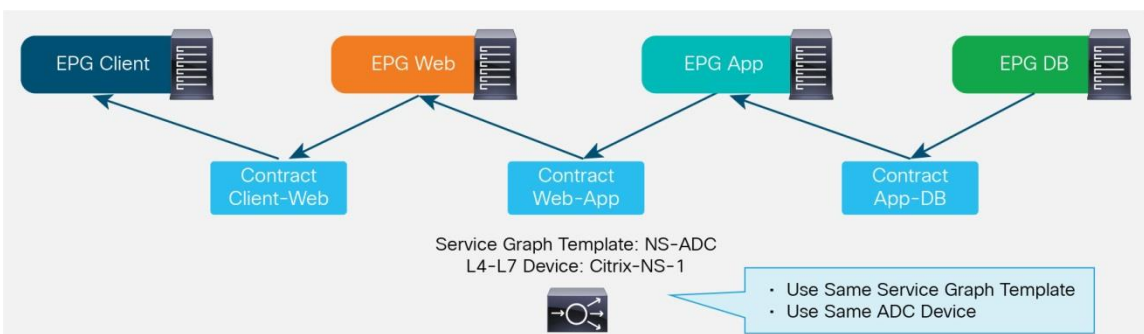 EPG Client
EPG Web
EPG App
EPG DB
Contract
Client-Web
Contract
Web-App
Contract
App-DB
Service Graph Template: NS-ADC
L4-L7 Device: Citrix-NS-1
• Use Same Service Graph Template
• Use Same ADC Device